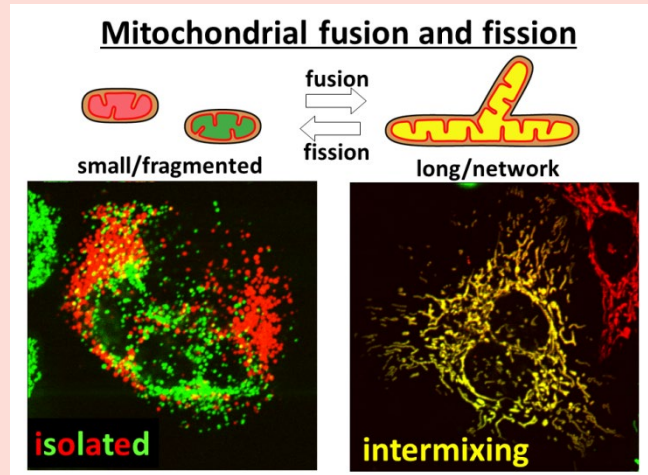 Mitochondrial fusion and fission
fusion
fission
small/fragmented
long/network
isolated
intermixing